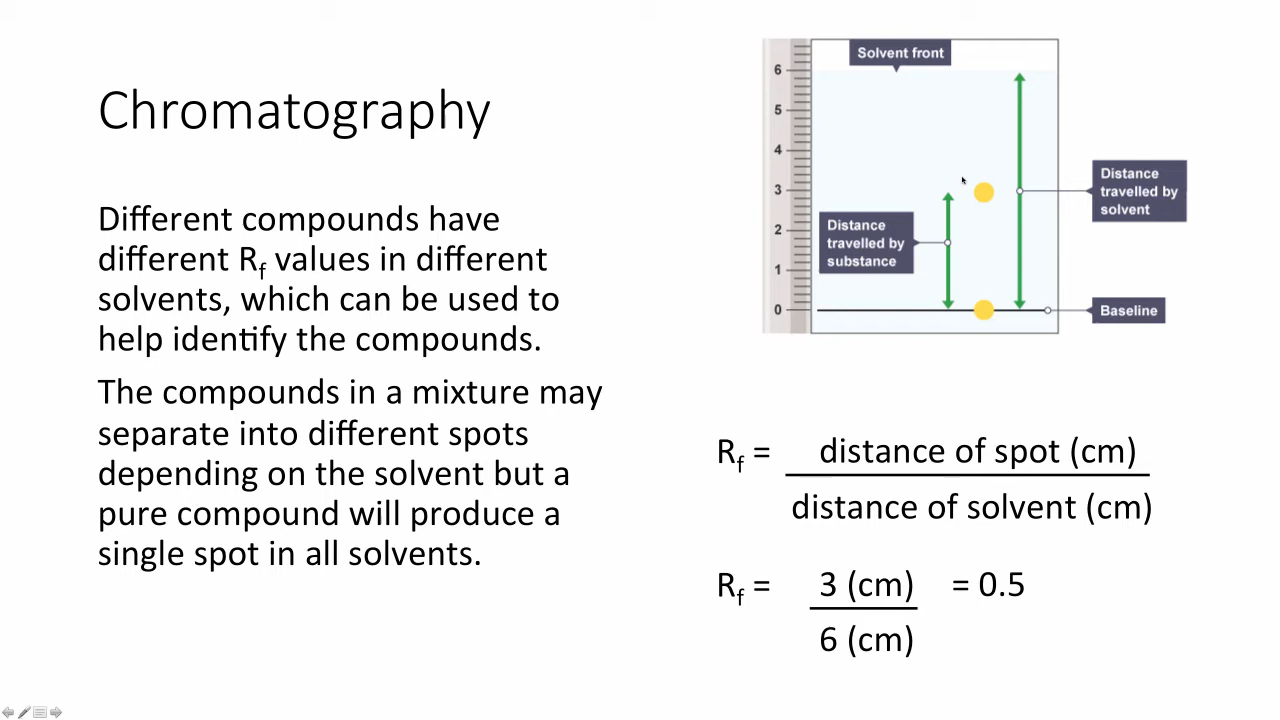 Chromatography
Different compounds have
different Rf values in different
solvents, which can be used to
help identify the compounds.
The compounds in a mixture may
separate into different spots
depending on the solvent but a
pure compound will produce a
single spot in all solvents.
Solvent front
6
5
4
3
2
1
0
Distance
travelled by
substance
Distance
travelled by
solvent
Baseline
Rf = distance of spot (cm)
distance of solvent (cm)
Rf = 3 (cm) = 0.5
6 (cm)